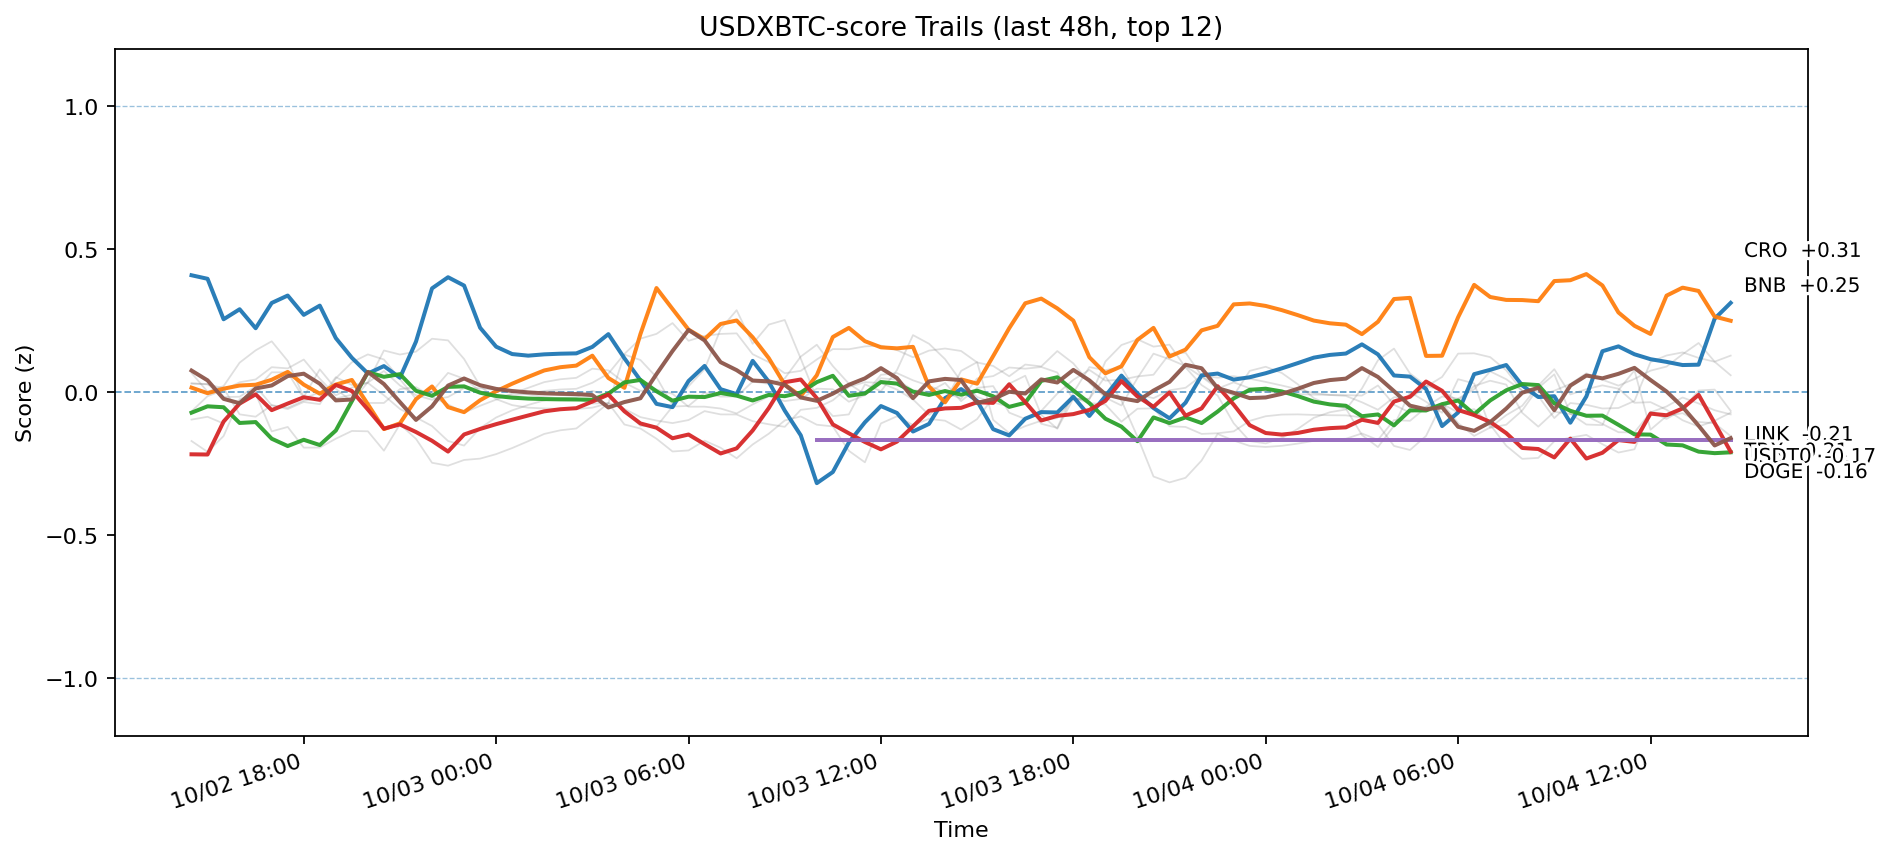 USDXBTC-score Trails (last 48h, top 12)
Score (z)
1.0
0.5
0.0
−0.5
−1.0
CRO +0.31
BNB +0.25
LINK -0.21
USDT0 -0.17
DOGE -0.16
10/02 18:00
10/03 00:00
10/03 06:00
10/03 12:00
10/03 18:00
10/04 00:00
10/04 06:00
10/04 12:00
Time